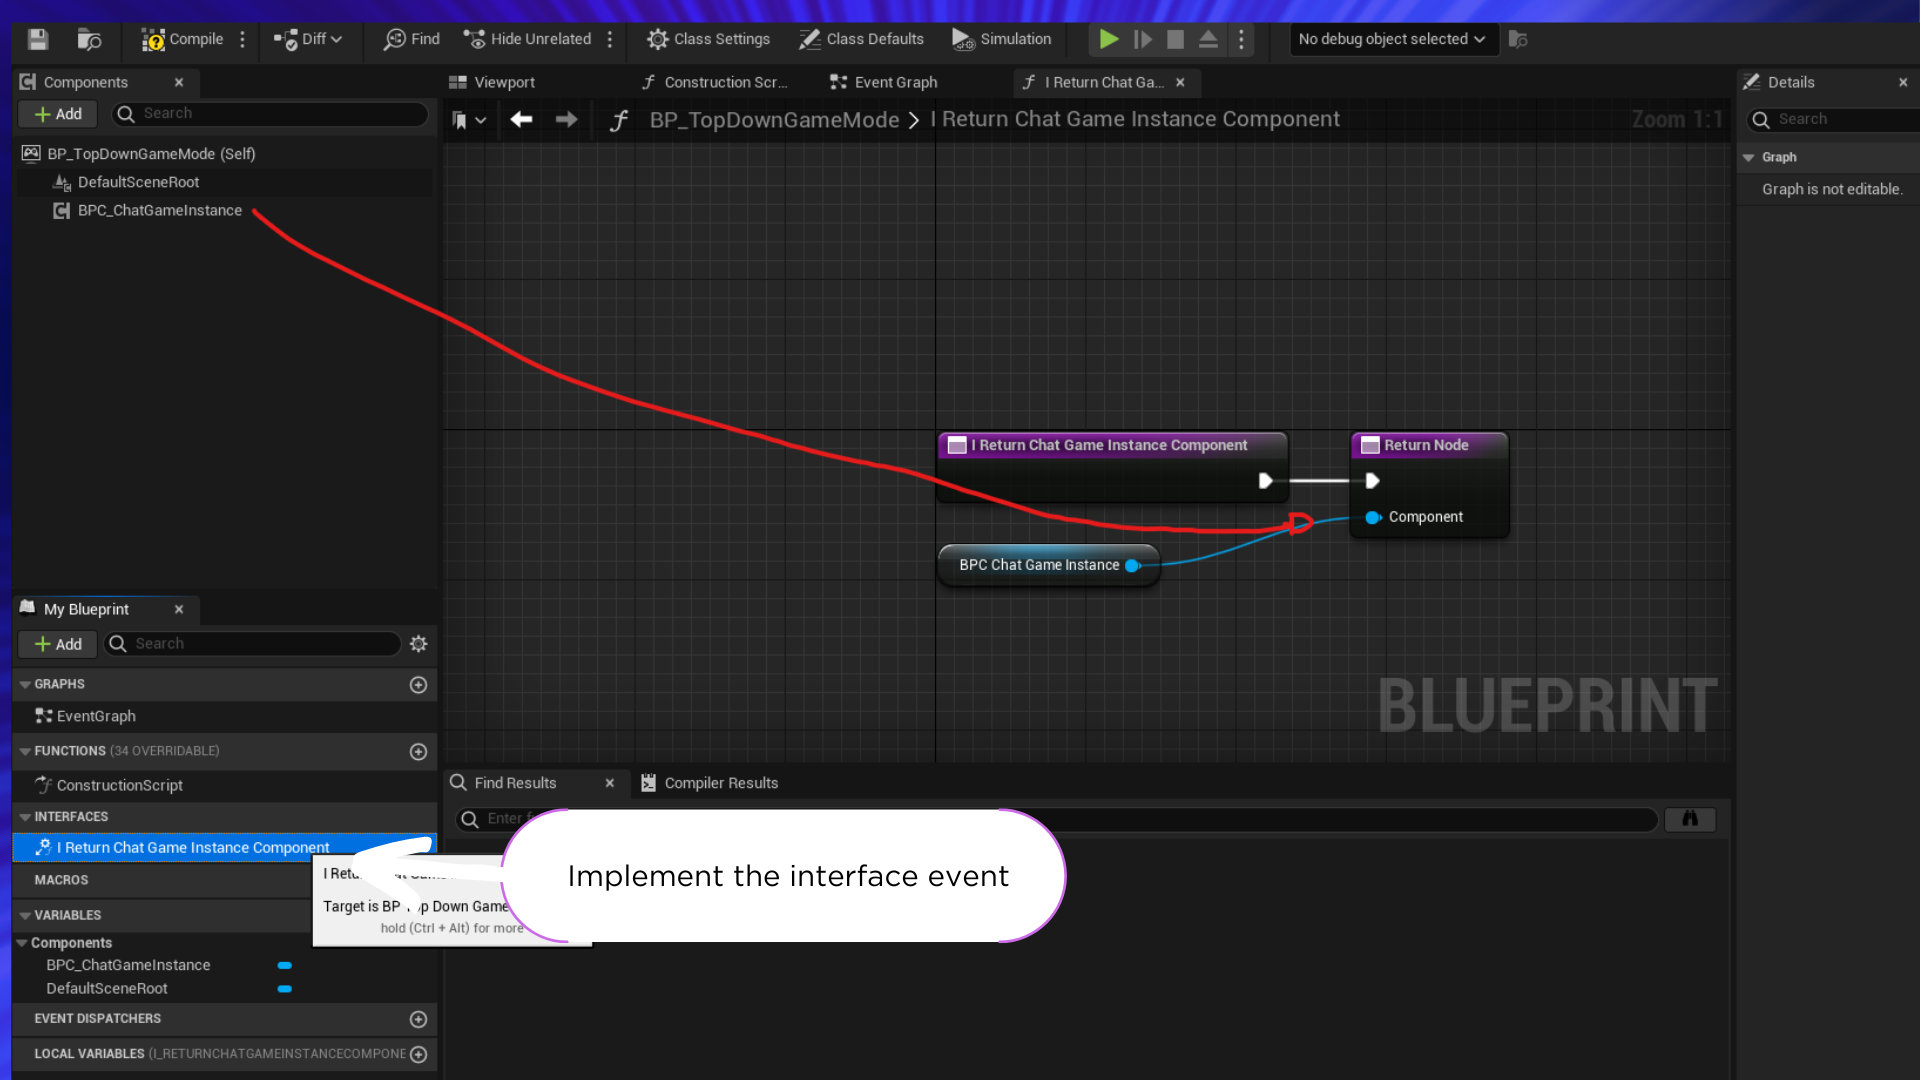 Compile
Diff
Find
Hide Unrelated
Class Settings
Class Defaults
Simulation
No debug object selected
Components
Viewport
Construction Scr...
Event Graph
I Return Chat Ga...
Details
Add
Search
BP_TopDownGameMode
I Return Chat Game Instance Component
Zoom 1:1
Search
BP_TopDownGameMode (Self)
Graph
DefaultSceneRoot
Graph is not editable.
BPC_ChatGameInstance
I Return Chat Game Instance Component
Return Node
Component
BPC Chat Game Instance
My Blueprint
Add
Search
GRAPHS
EventGraph
BLUEPRINT
FUNCTIONS (34 OVERRIDABLE)
ConstructionScript
Find Results
Compiler Results
INTERFACES
Enter
I Return Chat Game Instance Component
MACROS
Target is BP Top Down Game
hold (Ctrl + Alt) for more
Implement the interface event
VARIABLES
Components
BPC_ChatGameInstance
DefaultSceneRoot
EVENT DISPATCHERS
LOCAL VARIABLES (I_RETURNCHATGAMEINSTANCECOMPONE